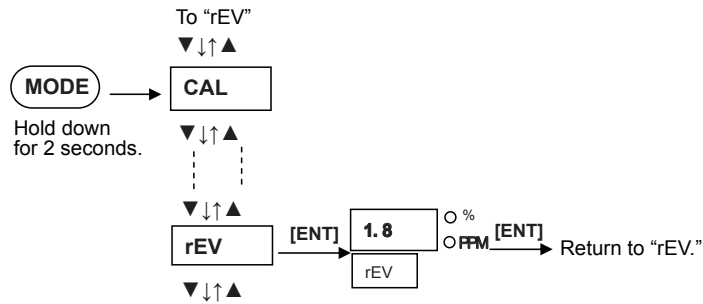 To “rEV”
▼↓↑▲
MODE
CAL
Hold down
for 2 seconds.
▼↓↑▲
▼↓↑▲
rEV
[ENT]
1. 8
%
PPM
rEV
[ENT]
Return to “rEV.”
▼↓↑▲